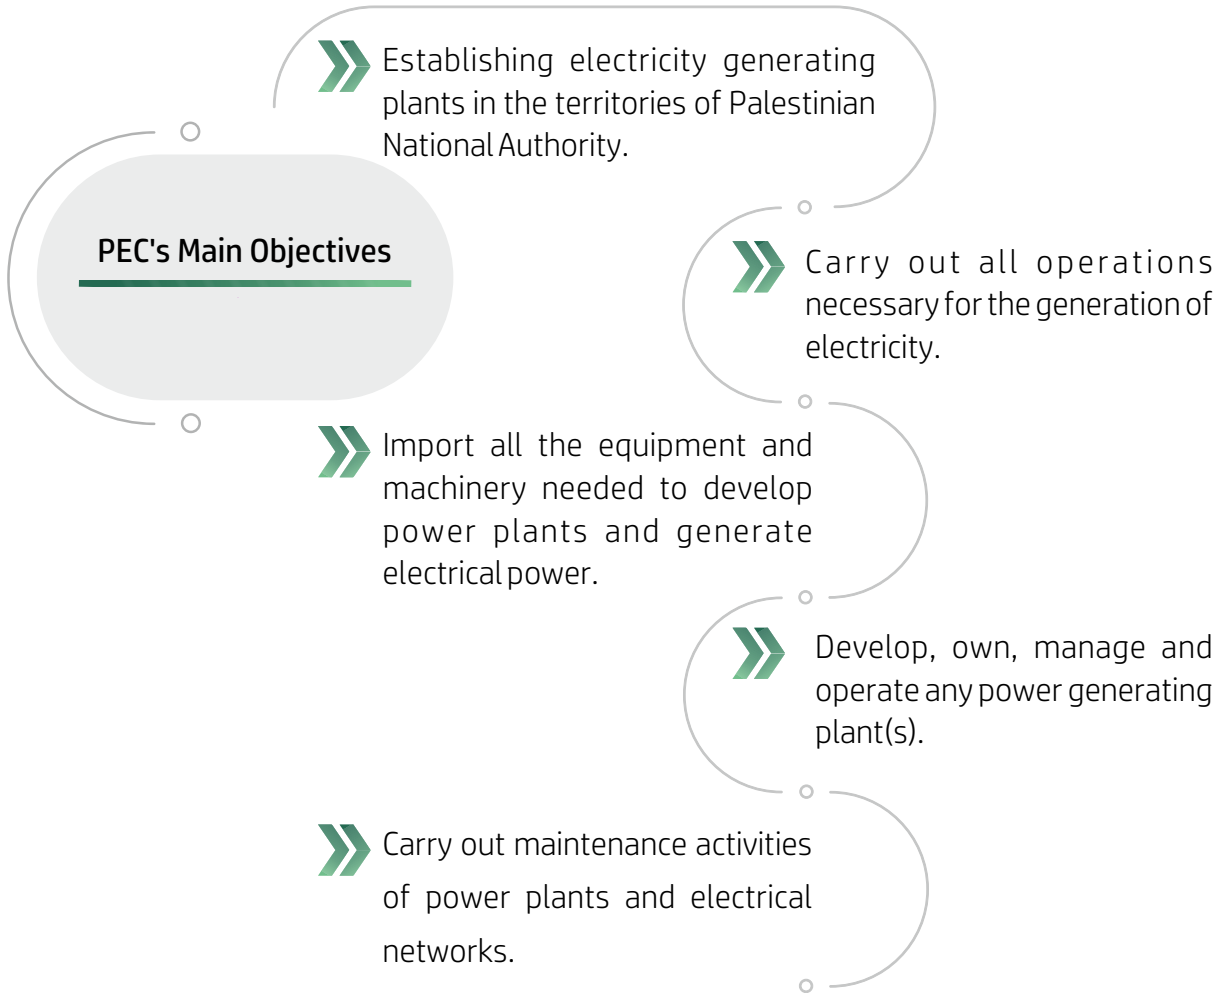 PEC's Main Objectives
Establishing electricity generating
plants in the territories of Palestinian
National Authority.
Carry out all operations
necessary for the generation of
electricity.
Import all the equipment and
machinery needed to develop
power plants and generate
electrical power.
Develop, own, manage and
operate any power generating
plant(s).
Carry out maintenance activities
of power plants and electrical
networks.